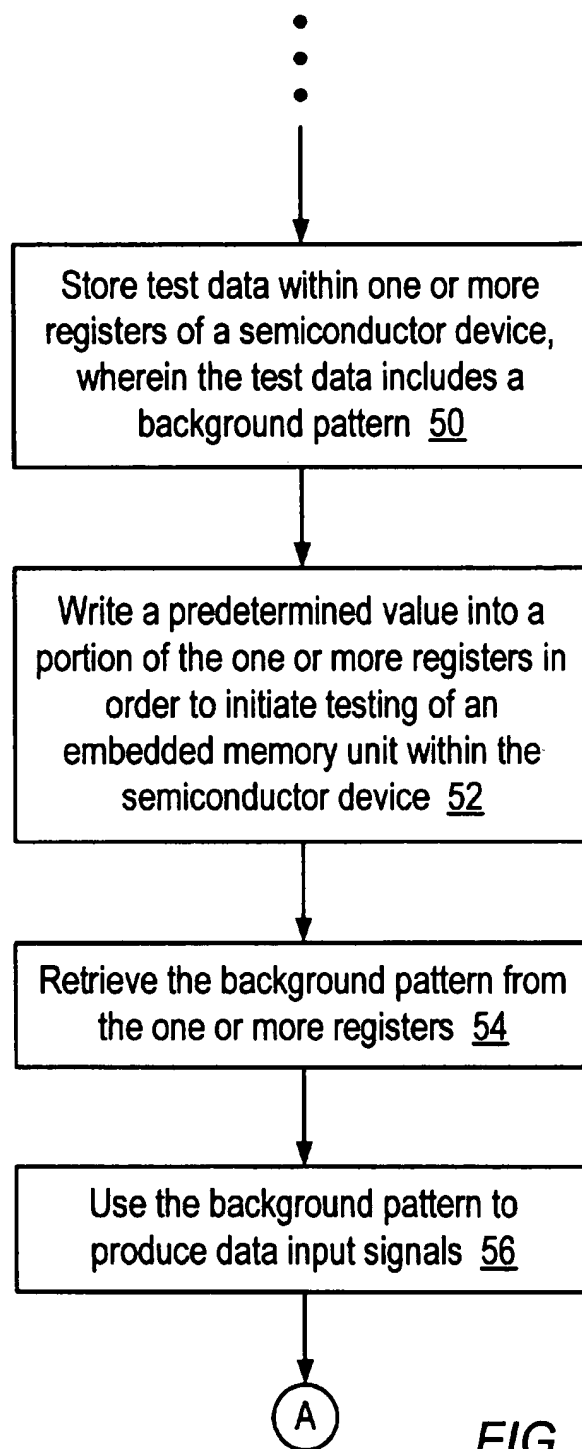 Store test data within one or more
registers of a semiconductor device,
wherein the test data includes a
background pattern 50
Write a predetermined value into a
portion of the one or more registers in
order to initiate testing of an
embedded memory unit within the
semiconductor device 52
Retrieve the background pattern from
the one or more registers 54
Use the background pattern to
produce data input signals 56
A
FIG